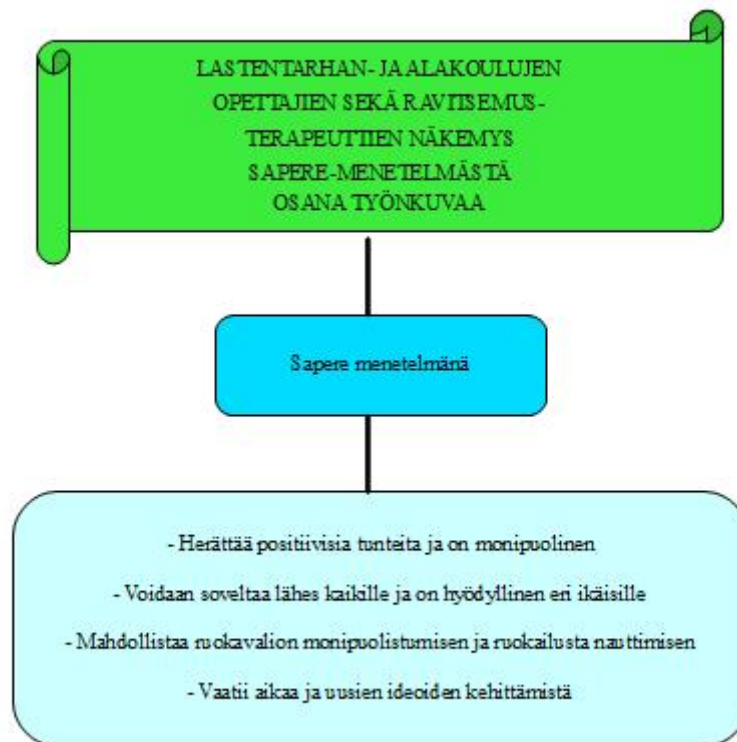 LASTENTARHAN- JA ALAKOULUJEN
OPETTAJIEN SEKÄ RAVITSEMUS-
TERAPEUTTIEN NÄKEMYS
SAPERE-MENETELMÄSTÄ
OSANA TYÖNKUVAA
Sapere menetelmänä
- Herättää positiivisia tunteita ja on monipuolinen
- Voidaan soveltaa lähes kaikille ja on hyödyllinen eri ikäisille
- Mahdollistaa ruokavalion monipuolistumisen ja ruokailusta nauttimisen
- Vaatii aikaa ja uusien ideoiden kehittämistä